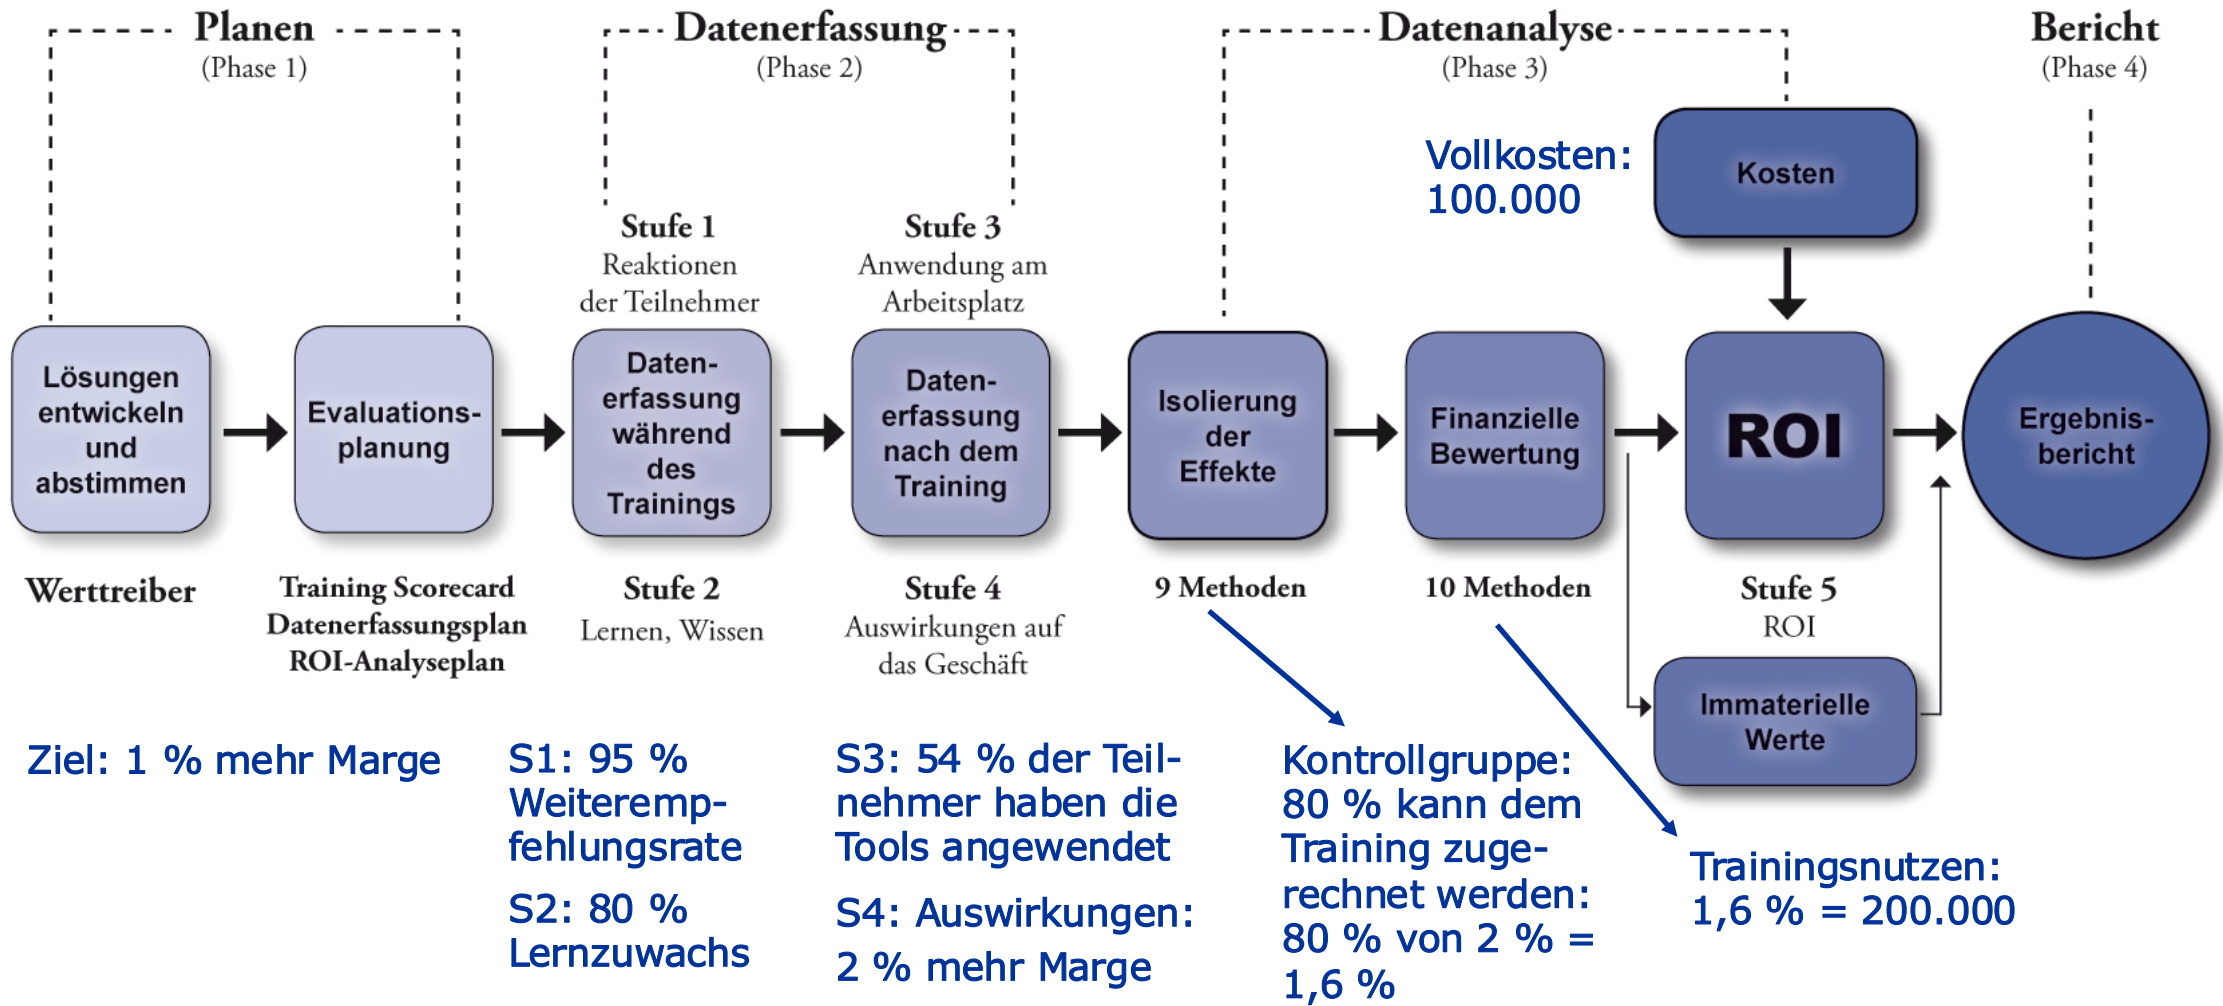 Planen
(Phase 1)
Datenerfassung
(Phase 2)
Datenanalyse
(Phase 3)
Bericht
(Phase 4)
Vollkosten:
100.000
Kosten
Stufe 1
Reaktionen
der Teilnehmer
Stufe 3
Anwendung am
Arbeitsplatz
Lösungen
entwickeln
und
abstimmen
Evaluations-
planung
Daten-
erfassung
während
des
Trainings
Daten-
erfassung
nach dem
Training
Isolierung
der
Effekte
Finanzielle
Bewertung
ROI
Ergebnis-
bericht
Werttreiber
Training Scorecard
Datenerfassungsplan
ROI-Analyseplan
Stufe 2
Lernen, Wissen
Stufe 4
Auswirkungen auf
das Geschäft
9 Methoden
10 Methoden
Stufe 5
ROI
Immaterielle
Werte
Ziel: 1 % mehr Marge
S1: 95 %
Weiteremp-
fehlungsrate
S2: 80 %
Lernzuwachs
S3: 54 % der Teil-
nehmer haben die
Tools angewendet
S4: Auswirkungen:
2 % mehr Marge
Kontrollgruppe:
80 % kann dem
Training zuge-
rechnet werden:
80 % von 2 % =
1,6 %
Trainingsnutzen:
1,6 % = 200.000